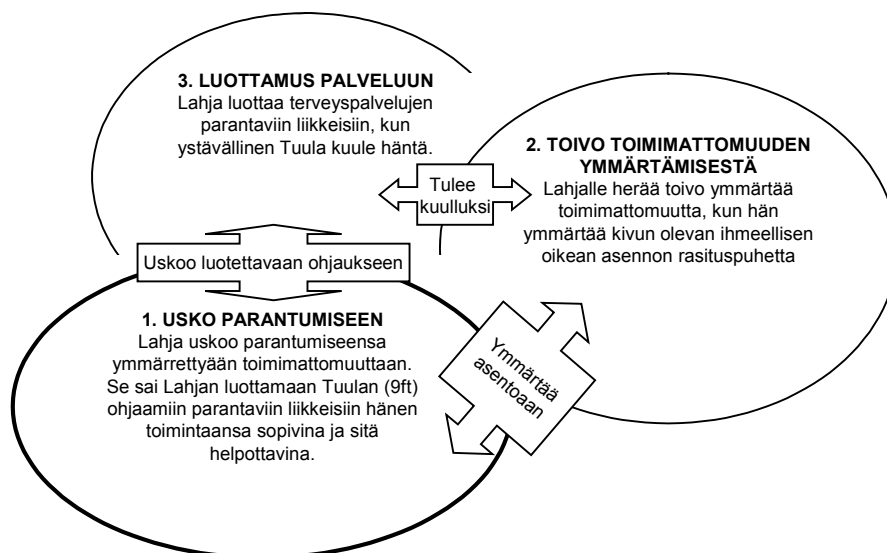 3. LUOTTAMUS PALVELUUN
Lahja luottaa terveyspalvelujen
parantaviin liikkeisiin, kun
ystävällinen Tuula kuule häntä.
2. TOIVO TOIMIMATTOMUUDEN
YMMÄRTÄMISESTÄ
Lahjalle herää toivo ymmärtää
toimimattomuutta, kun hän
ymmärtää kivun olevan ihmeellisen
oikean asennon rasituspuhetta
Tulee
kuulluksi
Uskoo luotettavaan ohjaukseen
1. USKO PARANTUMISEEN
Lahja uskoo parantumiseensa
ymmärrettyään toimimattomuuttaan.
Se sai Lahjan luottamaan Tuulan (9ft)
ohjaamiin parantaviin liikkeisiin hänen
toimintaansa sopivina ja sitä
helpottavina.
Ymmärtää
asentoaan